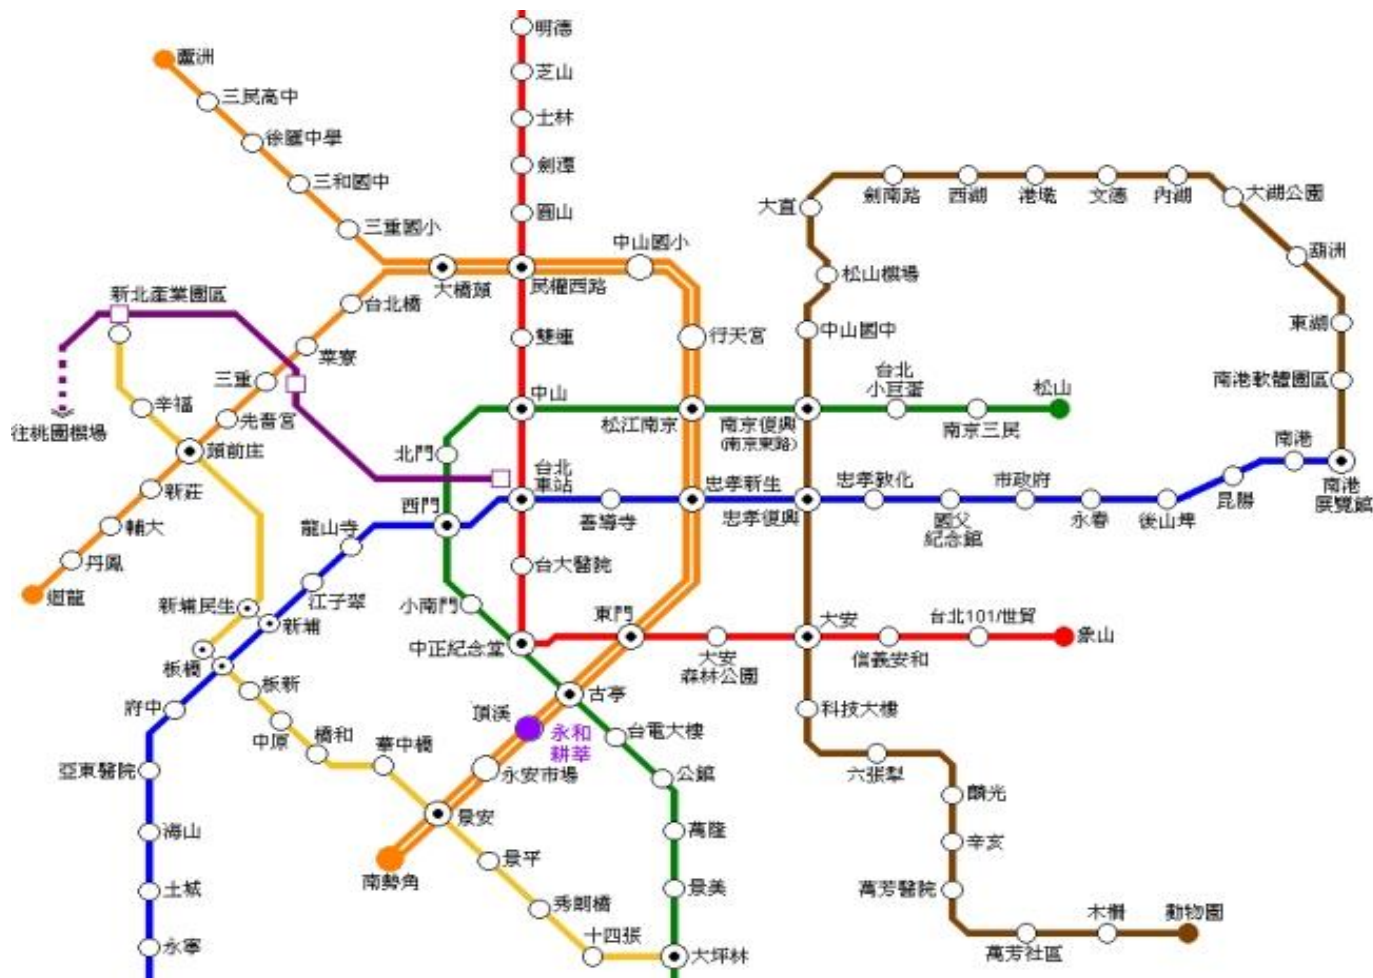 明德
蘆洲
芝山
三民高中
士林
徐匯中學
劍潭
三和國中
劍南路
西湖
港墘
文德
內湖
大湖公園
大直
圓山
三重國小
中山國小
葫洲
松山機場
大橋頭
民權西路
新北產業園區
台北橋
東湖
中山國中
雙連
行天宮
菜寮
三重
台北
小巨蛋
松山
南港軟體園區
中山
辛福
先嗇宮
松江南京
南京復興
(南京東路)
南京三民
往桃園機場
頭前庄
北門
台北
車站
忠孝新生
忠孝敦化
市政府
南港
新莊
西門
善導寺
忠孝復興
國父
紀念館
永春
後山埤
昆陽
南港
展覽館
輔大
龍山寺
丹鳳
台大醫院
迴龍
江子翠
新埔民生
小南門
東門
大安
台北101/世貿
新埔
中正紀念堂
大安
森林公園
信義安和
象山
板橋
板新
古亭
府中
頂溪
永和
耕莘
台電大樓
科技大樓
中原
橋和
華中橋
亞東醫院
永安市場
公館
六張犁
麟光
景安
海山
萬隆
辛亥
景平
南勢角
土城
景美
萬芳醫院
秀朗橋
木柵
動物園
永寧
十四張
大坪林
萬芳社區